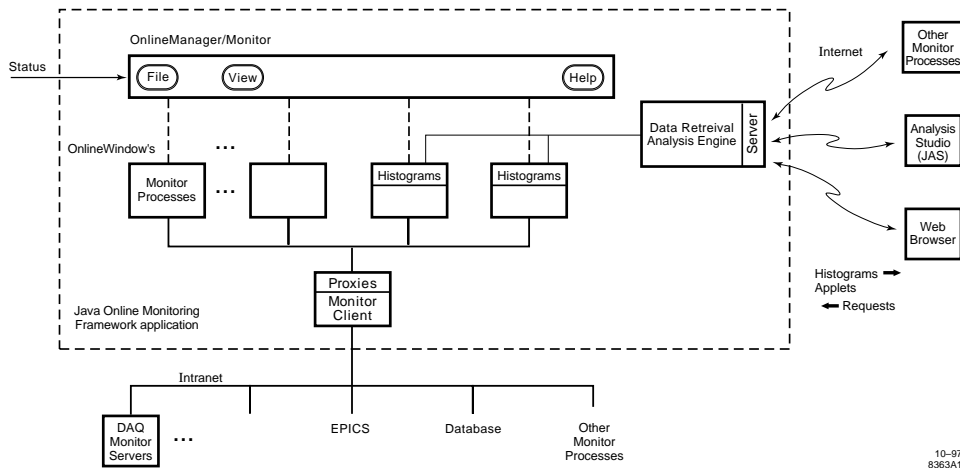 OnlineManager/Monitor
Status
File
View
Help
Internet
Other
Monitor
Processes
Data Retreival
Analysis Engine
Server
Analysis
Studio
(JAS)
OnlineWindow's
...
Monitor
Processes
...
Histograms
Histograms
Web
Browser
Proxies
Monitor
Client
Histograms
Applets
Requests
Java Online Monitoring
Framework application
Intranet
DAQ
Monitor
Servers
...
EPICS
Database
Other
Monitor
Processes
10–97
8363A1